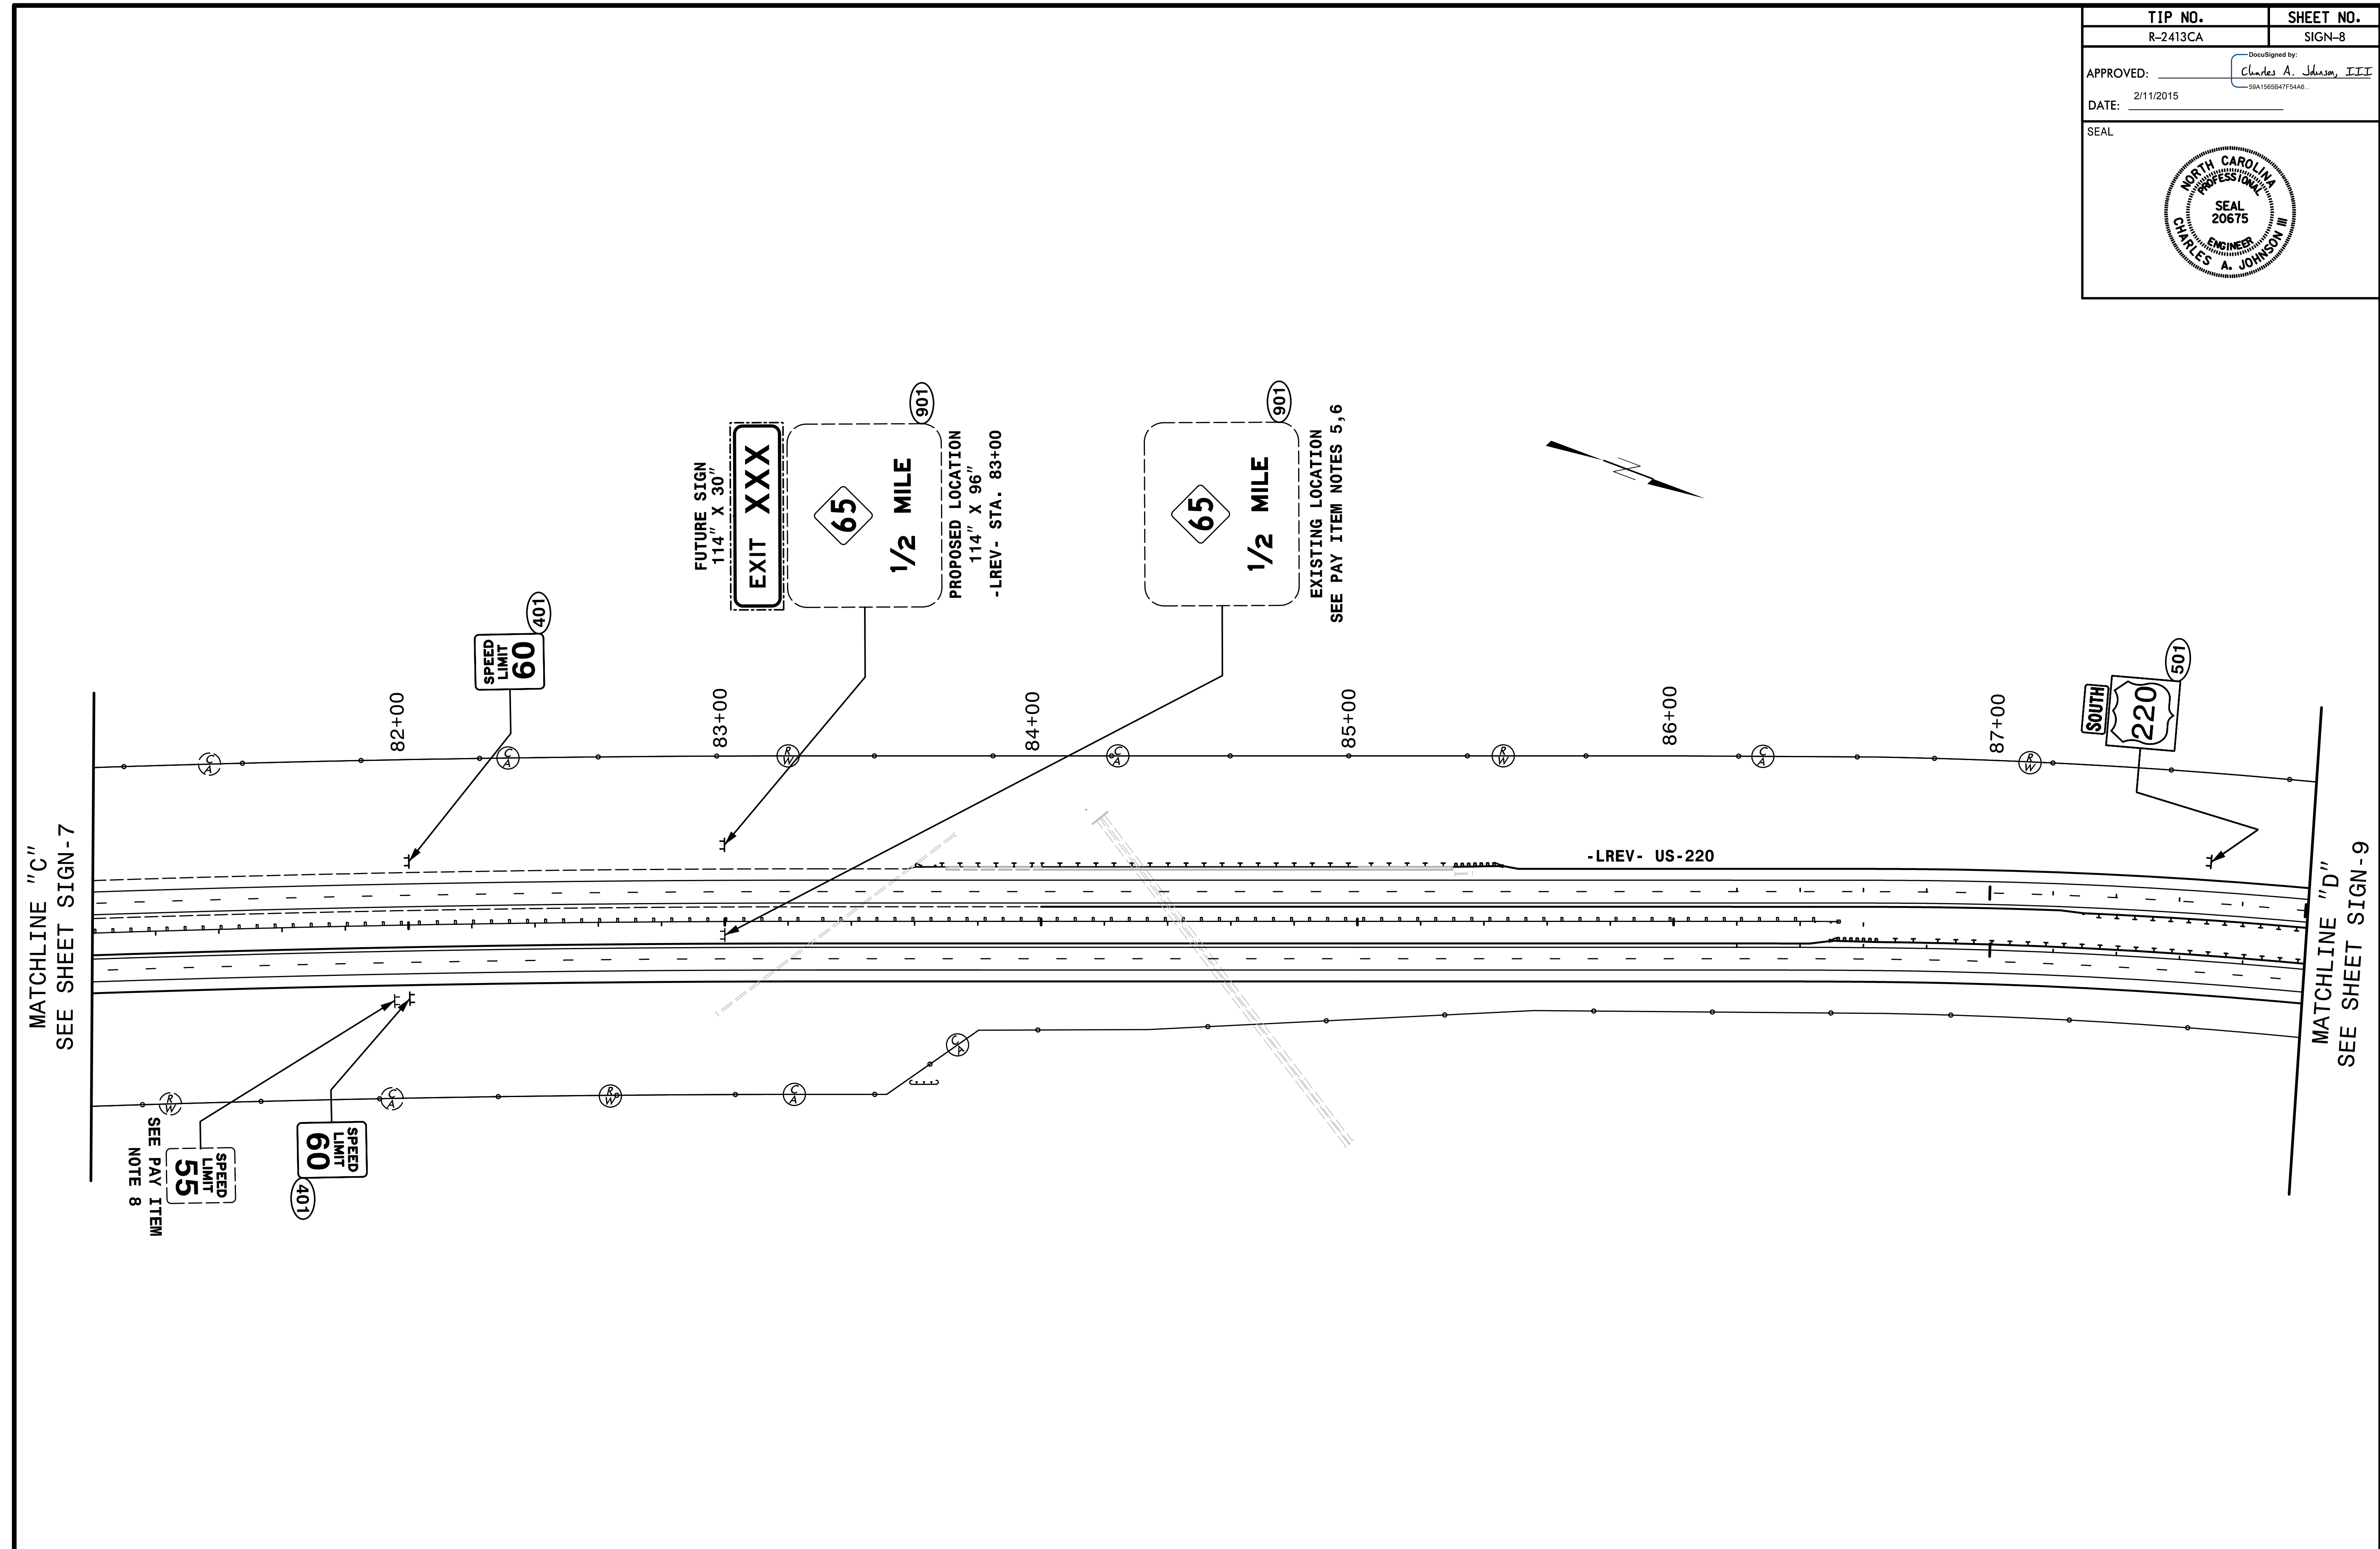 TIP NO.
SHEET NO.
R-2413CA
SIGN-8
DocuSigned by:
APPROVED:
Charles A. Johnson, III
59A1565B47F54A6...
DATE:
2/11/2015
SEAL
NORTH CAROLINA
PROFESSIONAL
SEAL
20675
ENGINEER
CHARLES A. JOHNSON III
FUTURE SIGN
114" X 30"
EXIT XXX
65
1/2 MILE
901
PROPOSED LOCATION
114" X 96"
-LREV- STA. 83+00
65
1/2 MILE
901
EXISTING LOCATION
SEE PAY ITEM NOTES 5,6
SPEED
LIMIT
60
401
SOUTH
220
501
82+00
83+00
84+00
85+00
86+00
87+00
C
A
C
A
R
W
C
A
R
W
C
A
R
W
MATCHLINE "C"
SEE SHEET SIGN-7
-LREV- US-220
MATCHLINE "D"
SEE SHEET SIGN-9
C
A
R
W
C
A
R
W
C
A
SEE PAY ITEM
NOTE 8
SPEED
LIMIT
55
SPEED
LIMIT
60
401